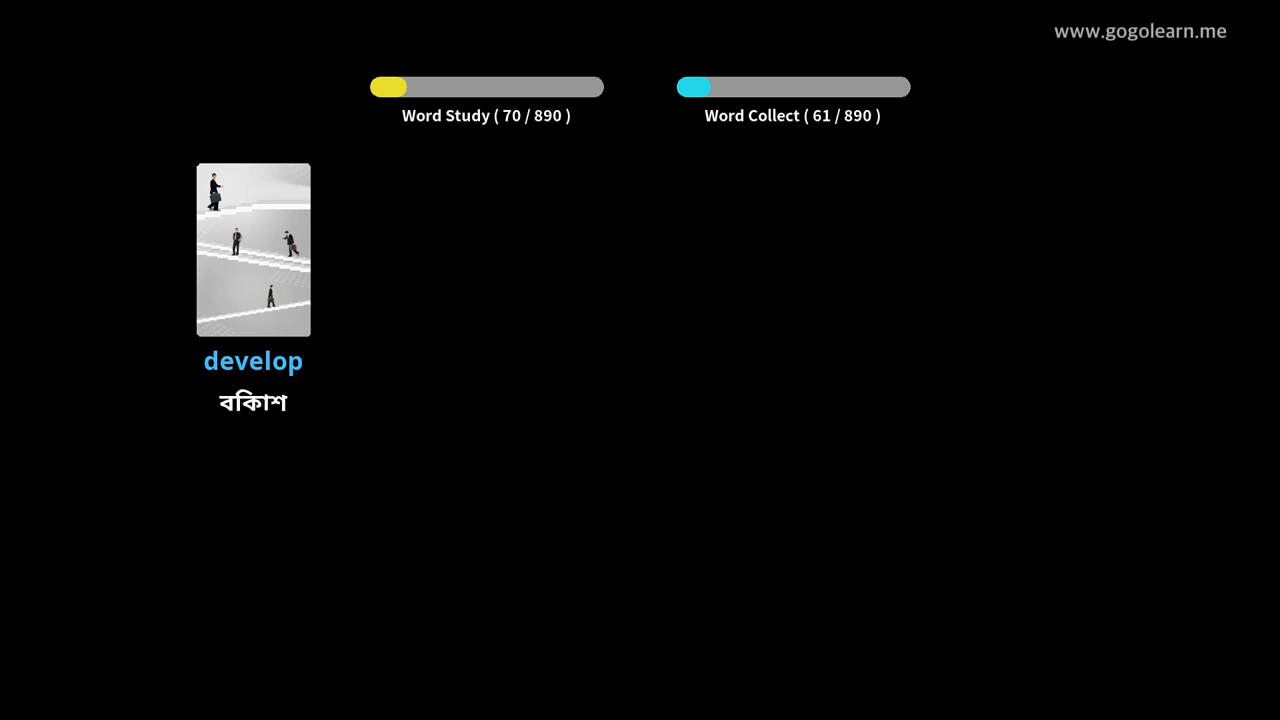 www.gogolearn.me
Word Study ( 70 / 890 )
Word Collect ( 61 / 890 )
develop
বকিাশ